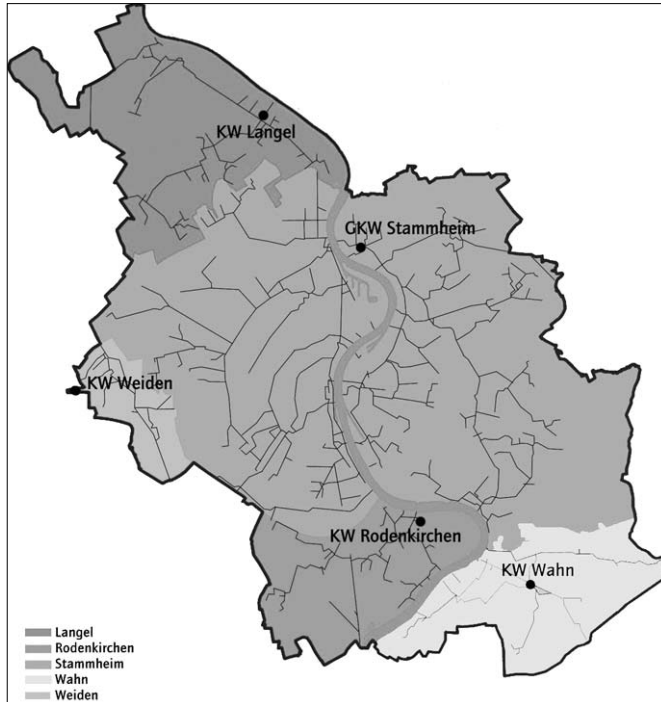 KW Langel
GKW Stammheim
KW Weiden
KW Rodenkirchen
KW Wahn
Langel
Rodenkirchen
Stammheim
Wahn
Weiden